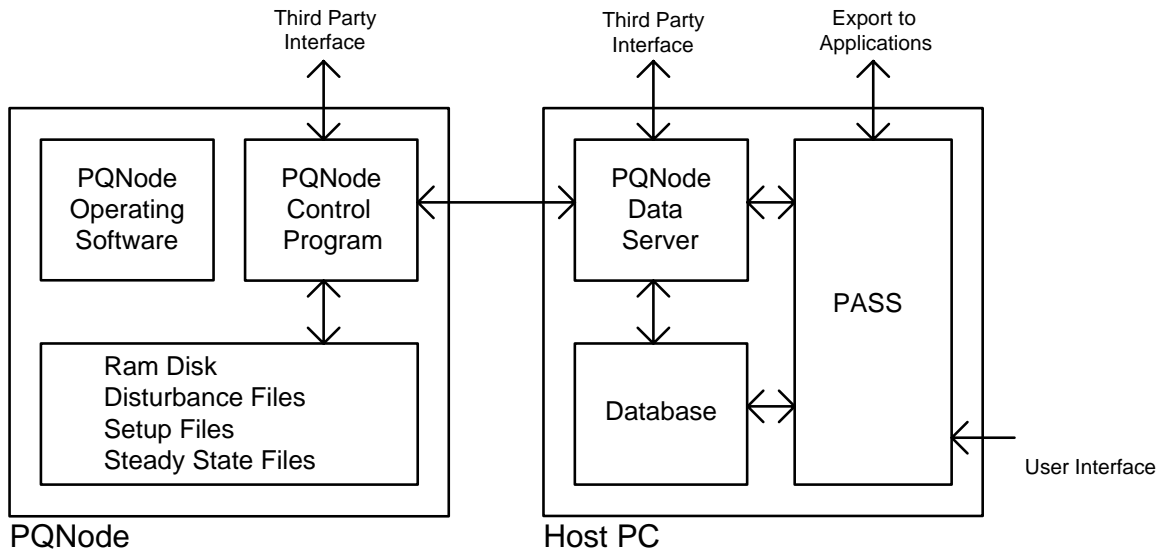 Third Party
Interface
Third Party
Interface
Export to
Applications
PQNode
Operating
Software
PQNode
Control
Program
PQNode
Data
Server
PASS
Ram Disk
Disturbance Files
Setup Files
Steady State Files
Database
User Interface
PQNode
Host PC